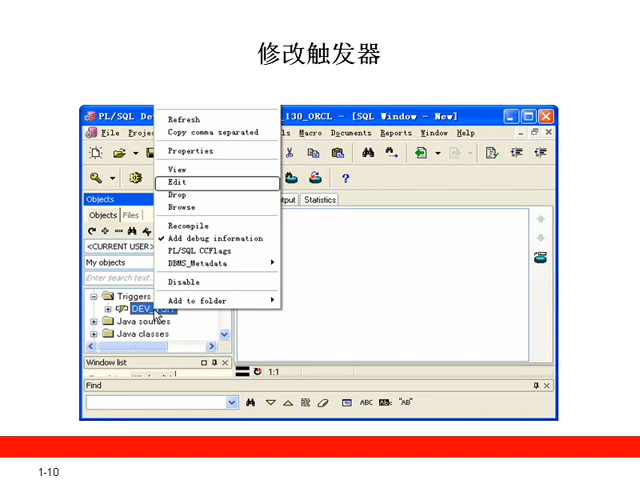 修改触发器
PL/SQL De
_130_ORCL - [SQL Window - New]
File Projec
ls Macro Documents Reports Window Help
Refresh
Copy comma separated
Properties
View
Edit
Drop
Browse
Recompile
Add debug information
PL/SQL CCFlags
DBMS_Metadata
Disable
Add to folder
Objects
Objects Files
<CURRENT USER>
My objects
Enter search text...
Triggers
Java sources
Java classes
Window list
tput Statistics
1:1
Find
ABC
"AB"
1-10